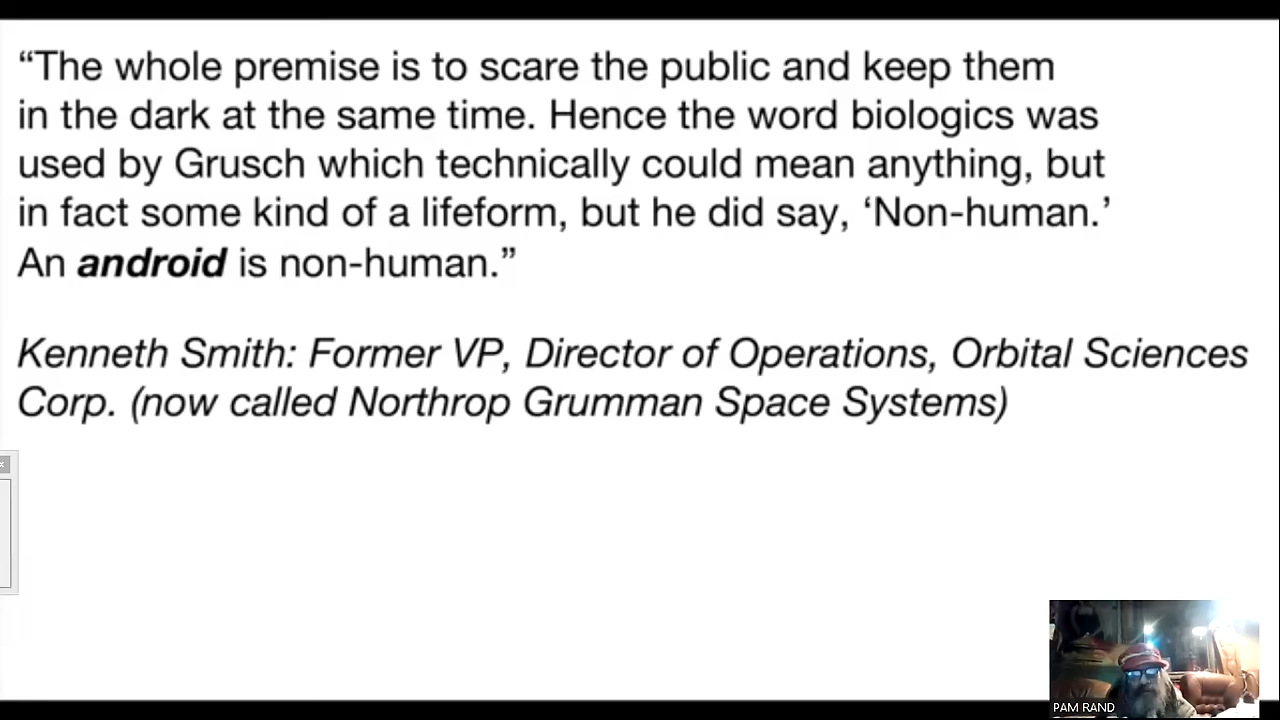 “The whole premise is to scare the public and keep them
in the dark at the same time. Hence the word biologics was
used by Grusch which technically could mean anything, but
in fact some kind of a lifeform, but he did say, ‘Non-human.’
An android is non-human.”
Kenneth Smith: Former VP, Director of Operations, Orbital Sciences
Corp. (now called Northrop Grumman Space Systems)
PAM RAND